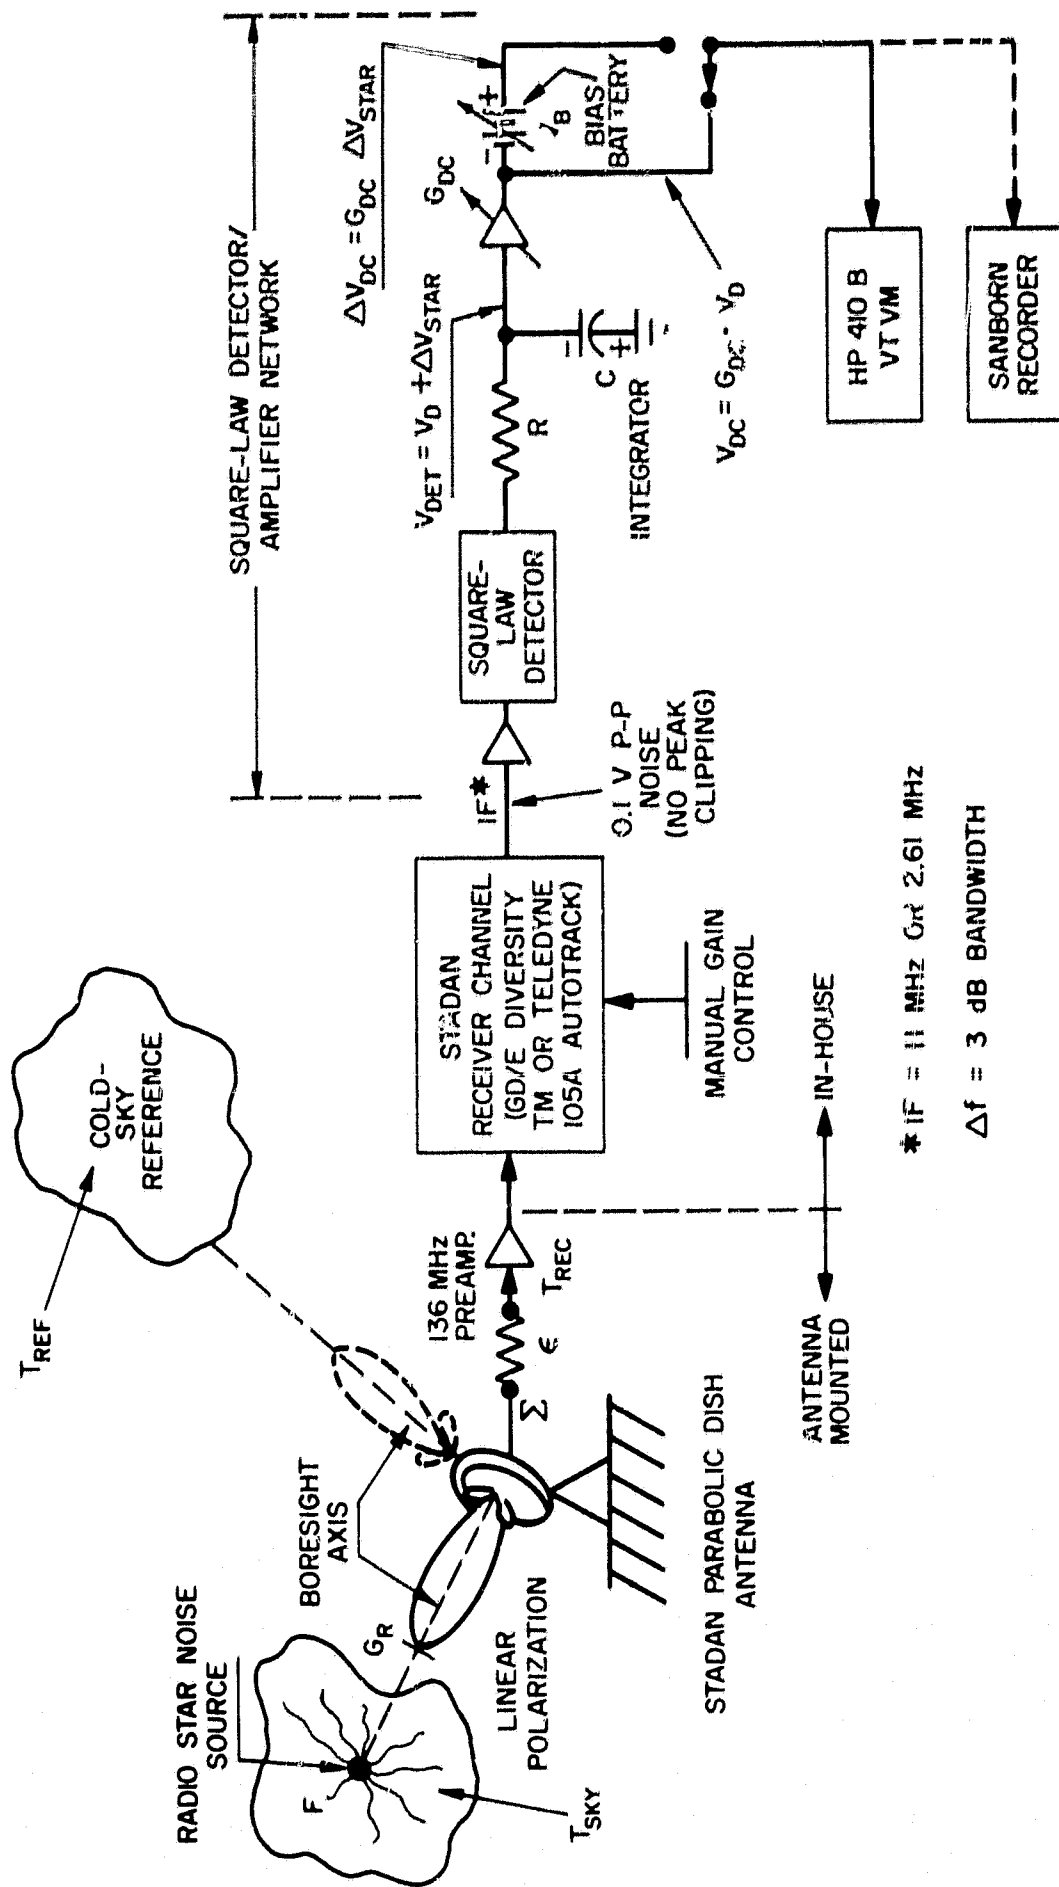 RADIO STAR NOISE
SOURCE
F
T_SKY
G_R
LINEAR
POLARIZATION
BORESIGHT
AXIS
T_REF
COLD-
SKY
REFERENCE
STADAN PARABOLIC DISH
ANTENNA
Σ
ε
136 MHz
PREAMP.
T_REC
ANTENNA
MOUNTED
IN-HOUSE
STADAN
RECEIVER CHANNEL
(GD/E DIVERSITY
TM OR TELEDYNE
105A AUTOTRACK)
MANUAL GAIN
CONTROL
IF*
0.1 V P-P
NOISE
(NO PEAK
CLIPPING)
SQUARE-LAW DETECTOR/
AMPLIFIER NETWORK
SQUARE-
LAW
DETECTOR
R
V_DET = V_D + ΔV_STAR
- C +
INTEGRATOR
G_DC
ΔV_DC = G_DC ΔV_STAR
- +
V_B
BIAS
BATTERY
V_DC = G_DC · V_D
HP 410 B
VTVM
SANBORN
RECORDER
*IF = 11 MHz OR 2.61 MHz
Δf = 3 dB BANDWIDTH